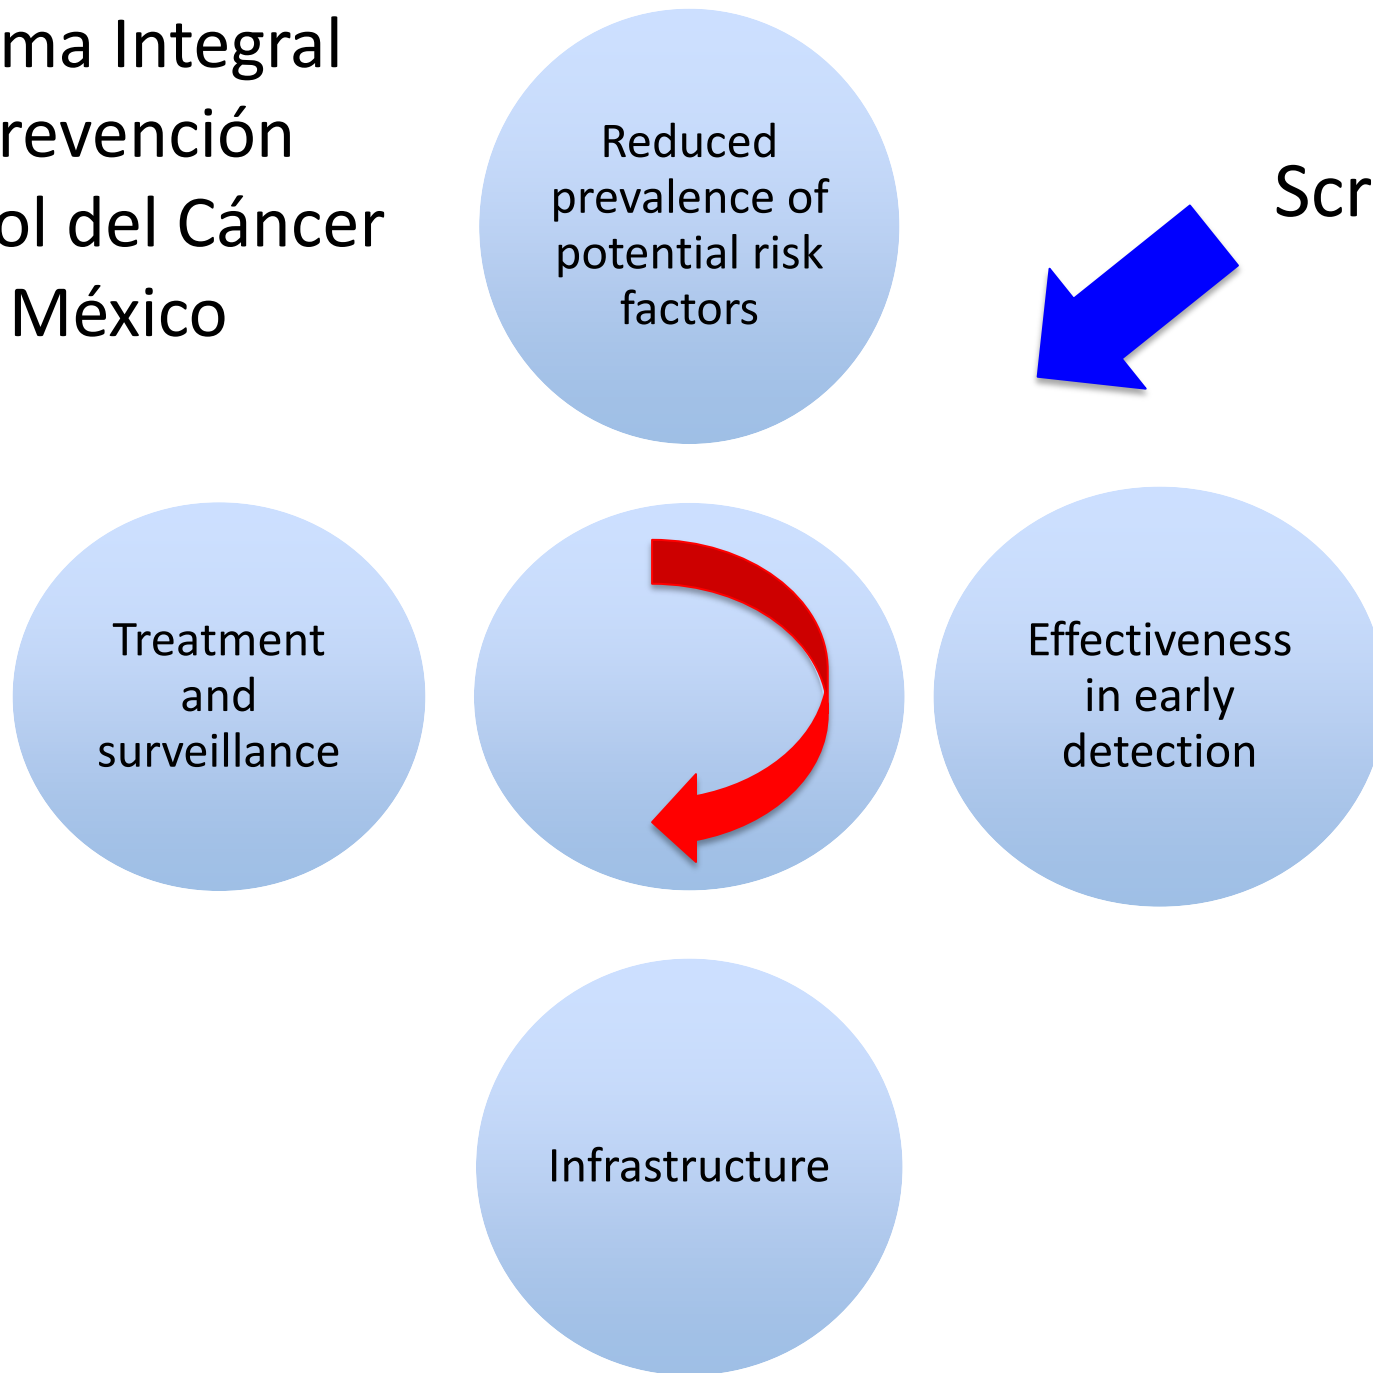 ma Integral
revención
ol del Cáncer
México
Reduced
prevalence of
potential risk
factors
Scr
Treatment
and
surveillance
Effectiveness
in early
detection
Infrastructure